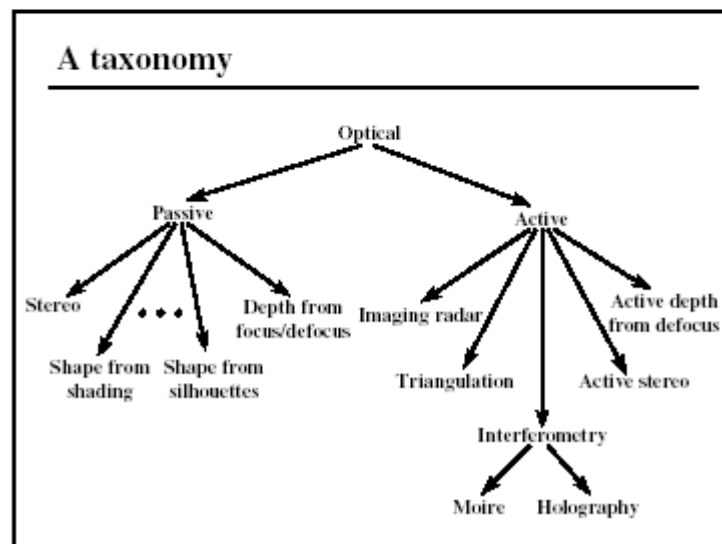 A taxonomy
Optical
Passive
Active
Stereo
Shape from
shading
Shape from
silhouettes
Depth from
focus/defocus
Imaging radar
Triangulation
Interferometry
Moire
Holography
Active stereo
Active depth
from defocus